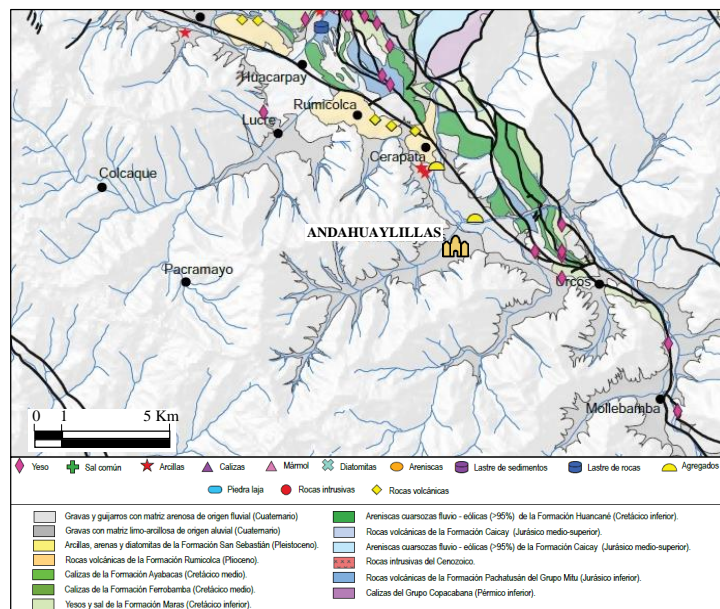 Huacarpay
Rumicolca
Lucre
Cerapata
Colcaque
ANDAHUAYLILLAS
Pacramayo
Urcos
0 1 5 Km
Mollebamba
Yeso Sal común Arcillas Calizas Mármol Diatomitas Areniscas Lastre de sedimentos Lastre de rocas Agregados
Piedra laja Rocas intrusivas Rocas volcánicas
Gravas y guijarros con matriz arenosa de origen fluvial (Cuaternario)
Gravas con matriz limo-arcillosa de origen aluvial (Cuaternario)
Arcillas, arenas y diatomitas de la Formación San Sebastián (Pleistoceno).
Rocas volcánicas de la Formación Rumicolca (Plioceno).
Calizas de la Formación Ayabacas (Cretácico medio).
Calizas de la Formación Ferrobamba (Cretácico medio).
Yesos y sal de la Formación Maras (Cretácico inferior).
Areniscas cuarsozas fluvio - eólicas (>95%) de la Formación Huancané (Cretácico inferior).
Rocas volcánicas de la Formación Caicay (Jurásico medio-superior).
Areniscas cuarsozas fluvio - eólicas (>95%) de la Formación Caicay (Jurásico medio-superior).
Rocas intrusivas del Cenozoico.
Rocas volcánicas de la Formación Pachatusán del Grupo Mitu (Jurásico inferior).
Calizas del Grupo Copacabana (Pérmico inferior).